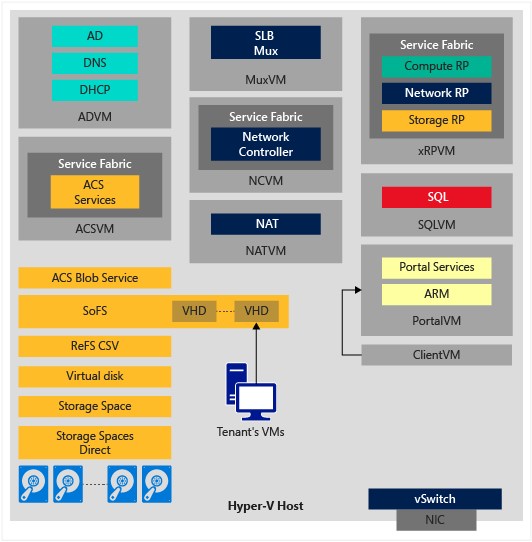 AD
DNS
DHCP
ADVM
Service Fabric
ACS
Services
ACSVM
SLB
Mux
MuxVM
Service Fabric
Network
Controller
NCVM
NAT
NATVM
Service Fabric
Compute RP
Network RP
Storage RP
xRPVM
SQL
SQLVM
Portal Services
ARM
PortalVM
ClientVM
ACS Blob Service
SoFS
VHD
VHD
ReFS CSV
Virtual disk
Storage Space
Storage Spaces
Direct
Tenant's VMs
Hyper-V Host
vSwitch
NIC